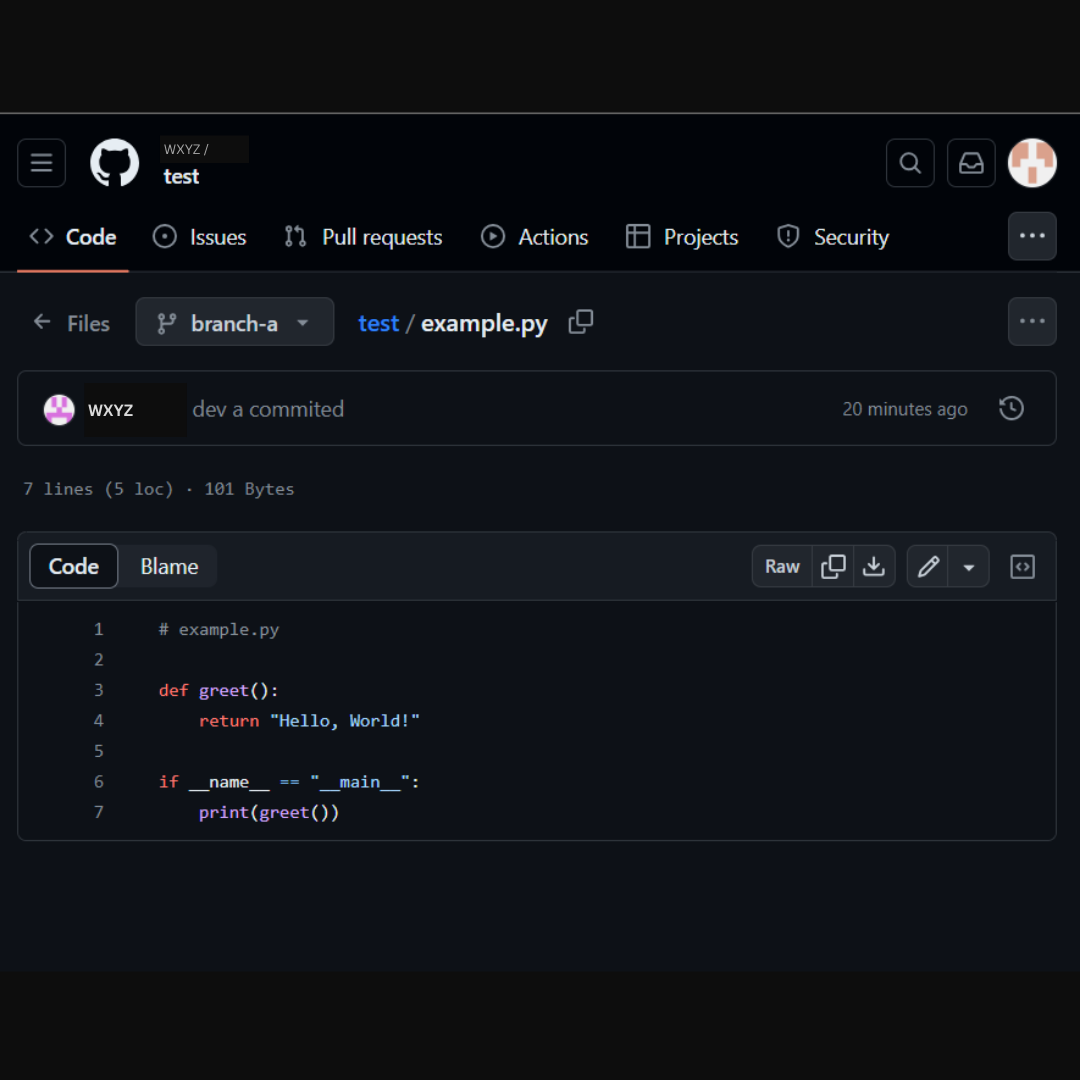 WXYZ /
test
Code Issues Pull requests Actions Projects Security
Files branch-a test / example.py
WXYZ dev a commited 20 minutes ago
7 lines (5 loc) · 101 Bytes
Code Blame Raw
1 # example.py
2
3 def greet():
4     return "Hello, World!"
5
6 if __name__ == "__main__":
7     print(greet())